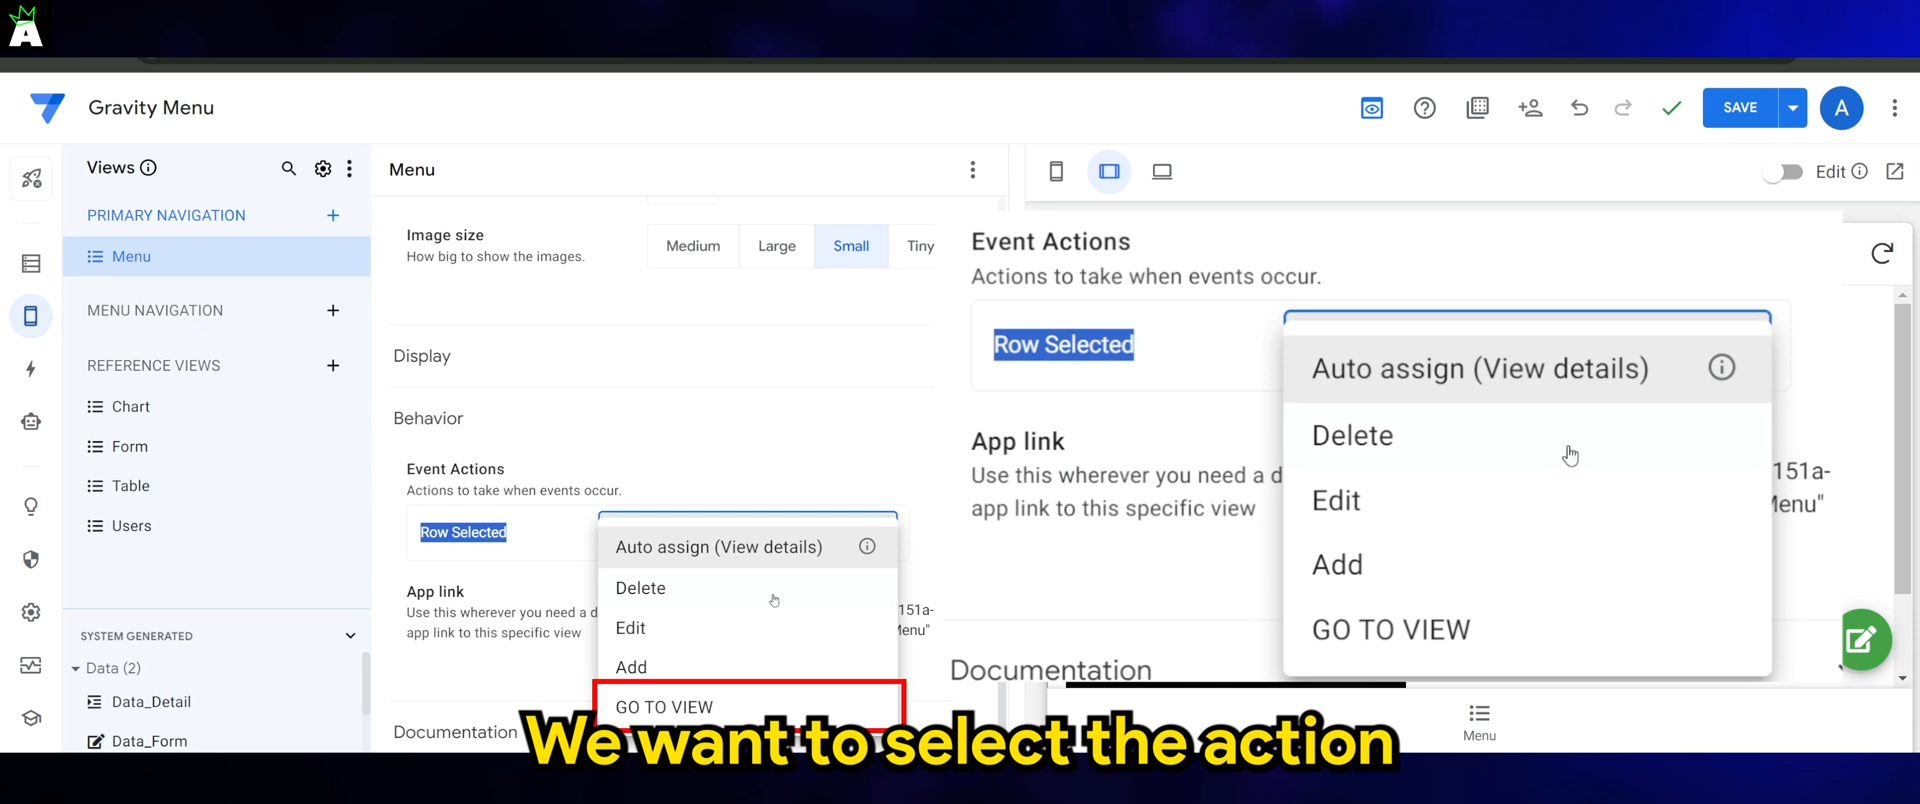 A
Gravity Menu
SAVE
A
Views
PRIMARY NAVIGATION
Menu
MENU NAVIGATION
REFERENCE VIEWS
Chart
Form
Table
Users
SYSTEM GENERATED
Data (2)
Data_Detail
Data_Form
Menu
Image size
How big to show the images.
Medium
Large
Small
Tiny
Display
Behavior
Event Actions
Actions to take when events occur.
Row Selected
Auto assign (View details)
Delete
Edit
Add
GO TO VIEW
App link
Use this wherever you need a d
app link to this specific view
151a-
Menu"
Documentation
Edit
Event Actions
Actions to take when events occur.
Row Selected
Auto assign (View details)
Delete
Edit
Add
GO TO VIEW
App link
Use this wherever you need a d
app link to this specific view
151a-
Menu"
Documentation
Menu
We want to select the action